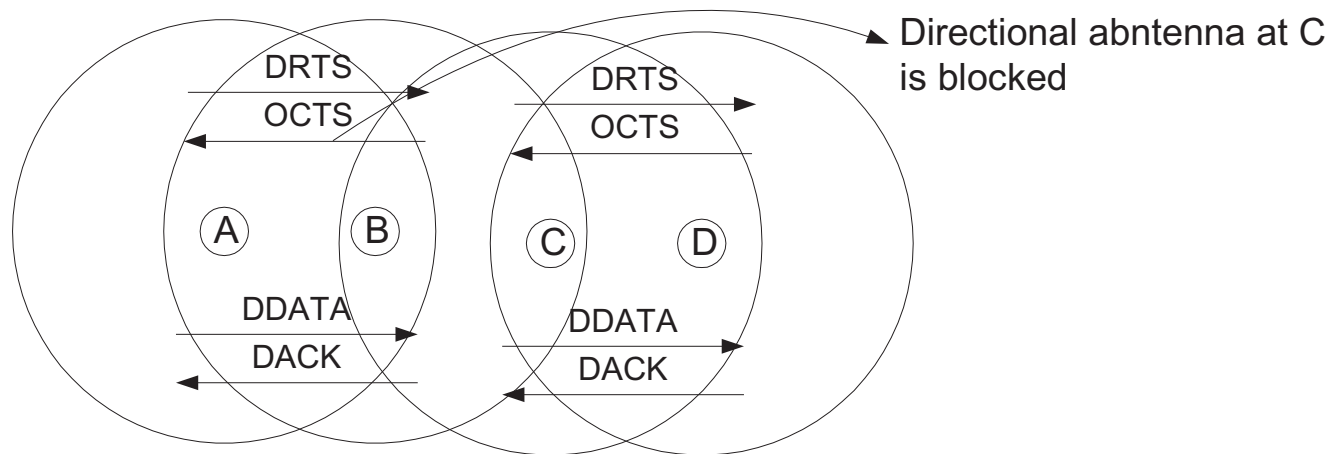 Directional abntenna at C
is blocked
DRTS
OCTS
DRTS
OCTS
A
B
C
D
DDATA
DACK
DDATA
DACK